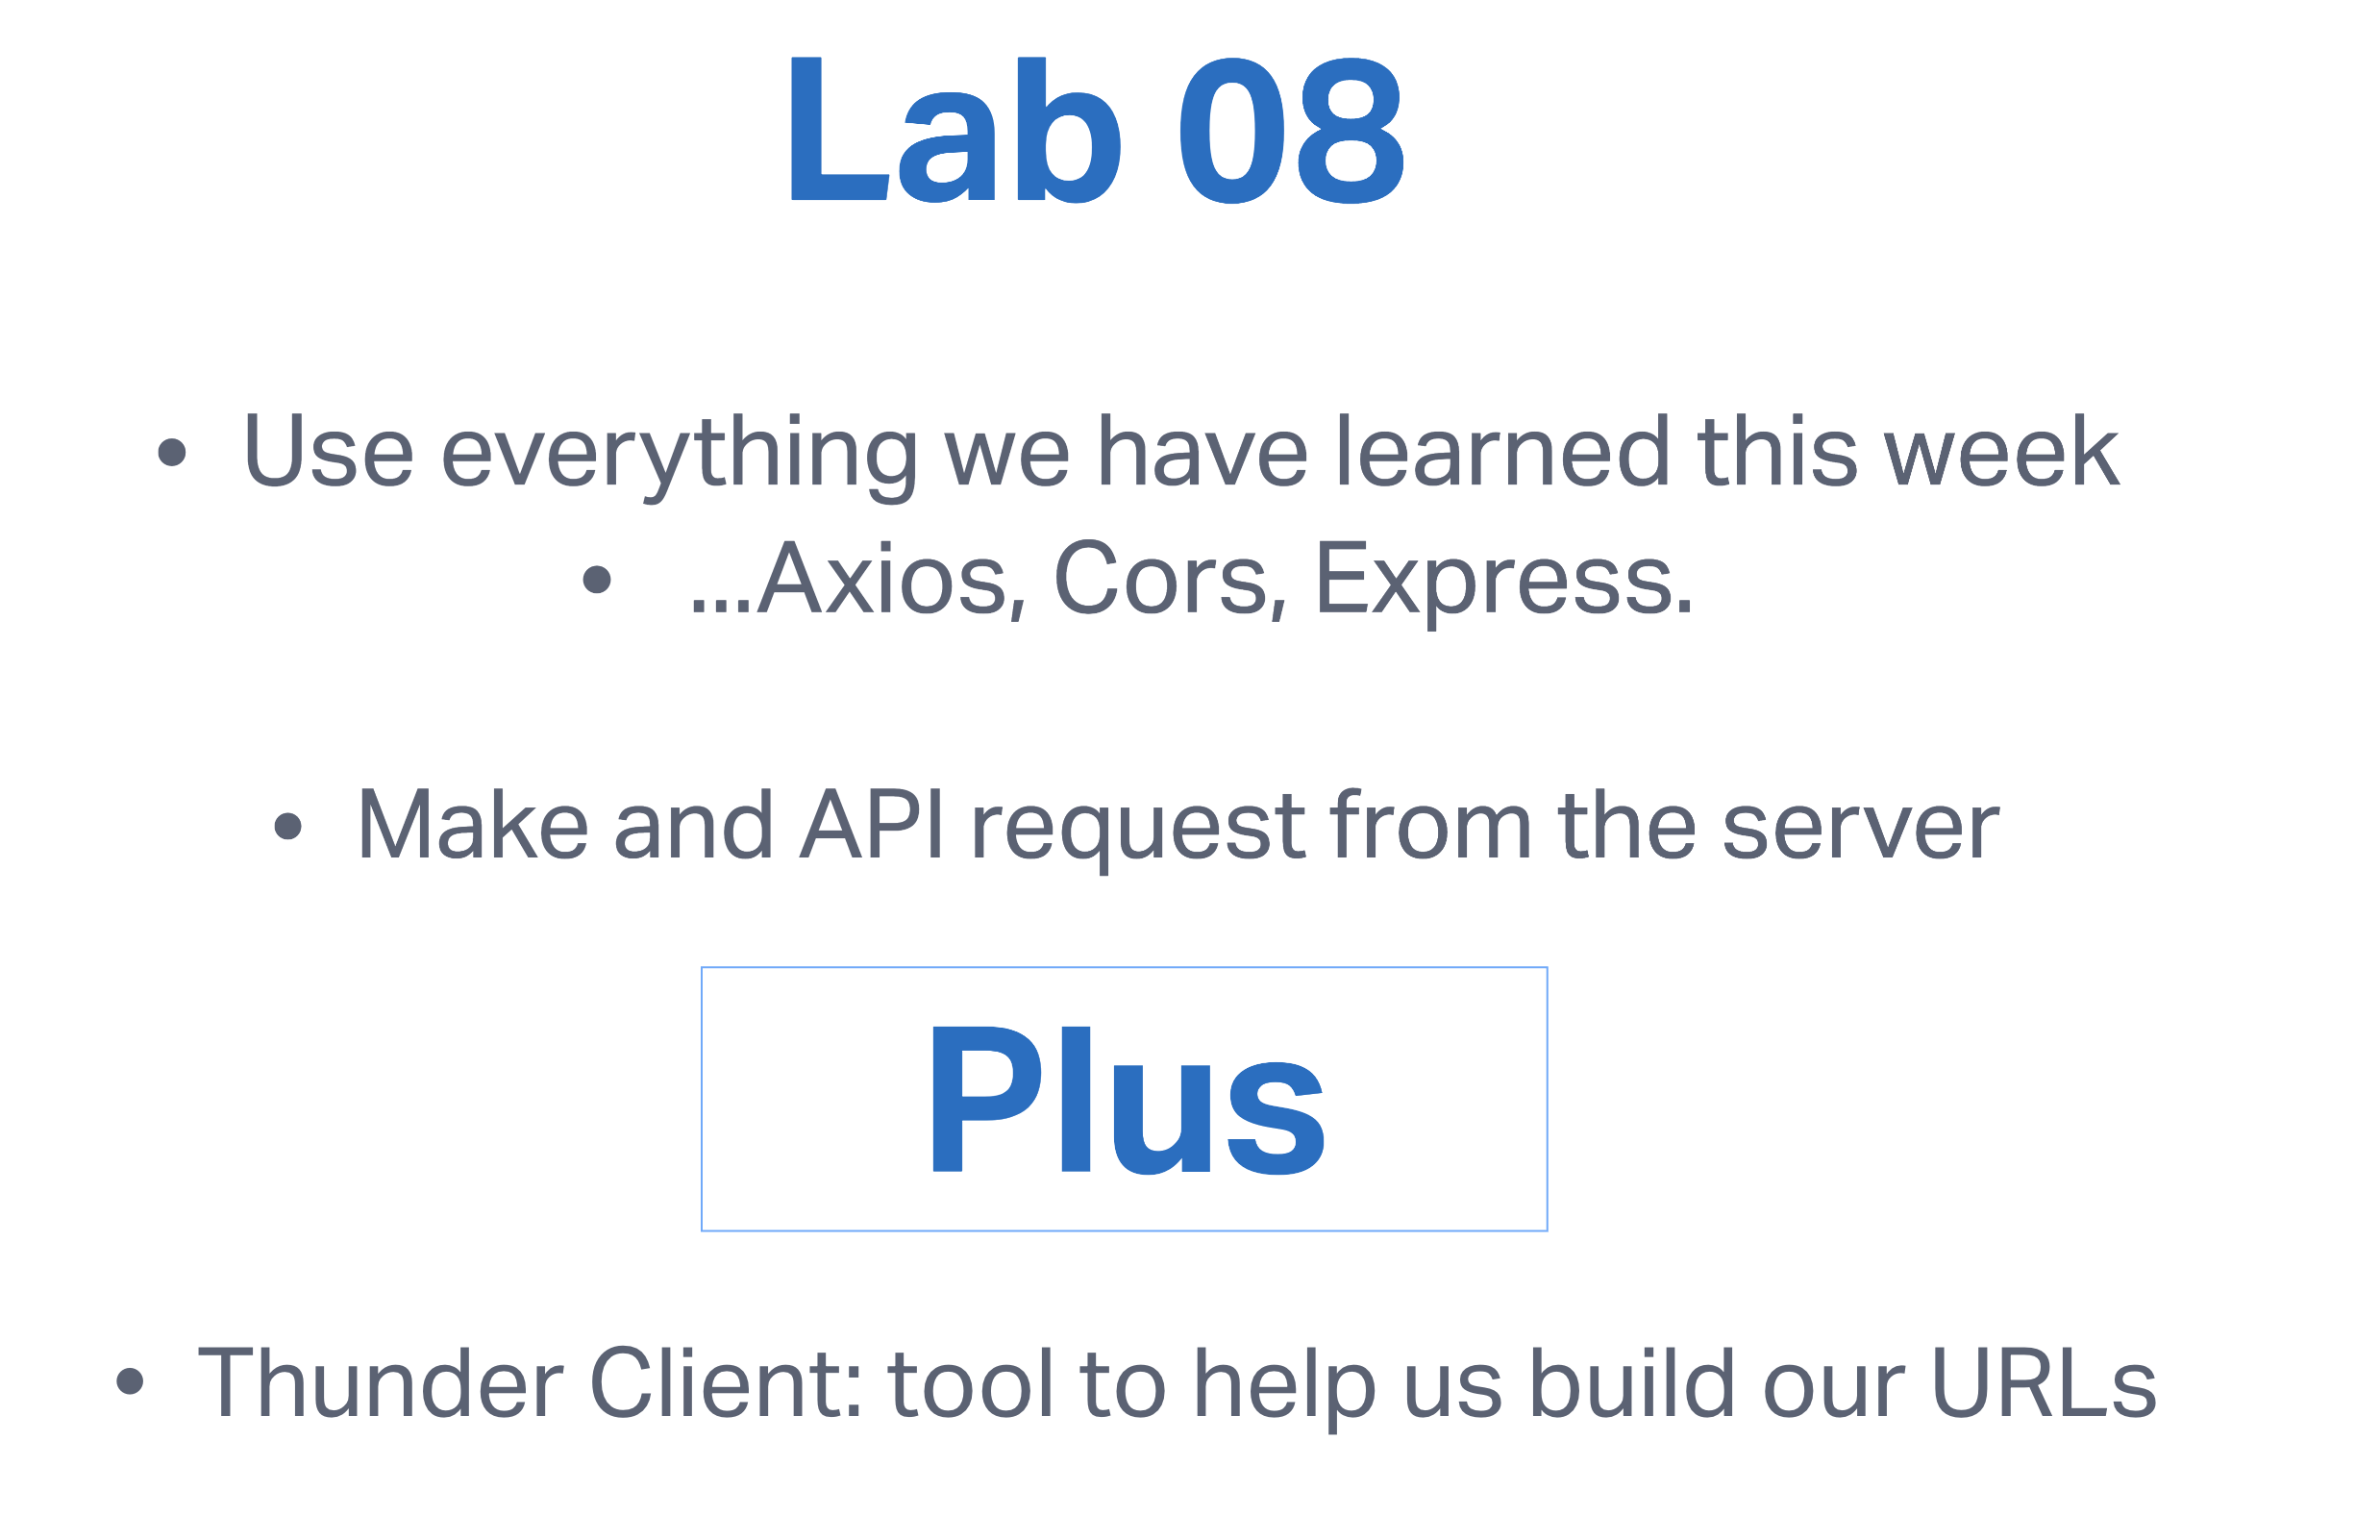 Lab 08
• Use everything we have learned this week
• ...Axios, Cors, Express.
• Make and API request from the server
Plus
• Thunder Client: tool to help us build our URLs